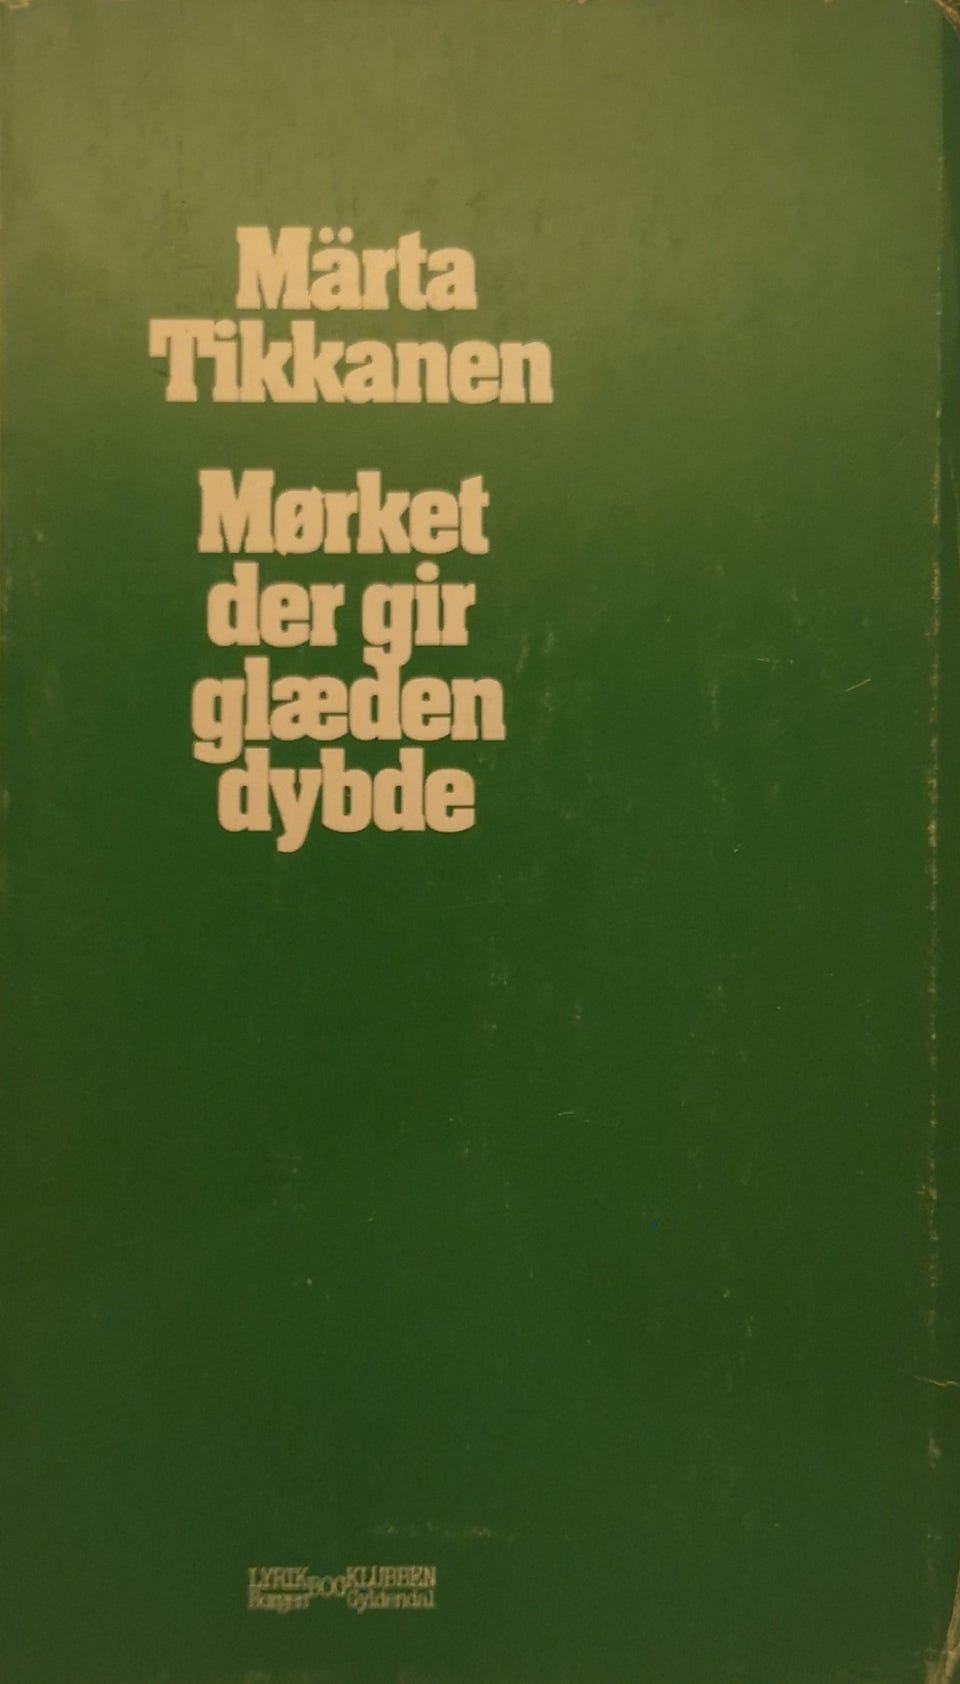 Märta
Tikkanen
Mørket
der gir
glæden
dybde
LYRIK BOG KLUBBEN
Borgen Gyldendal